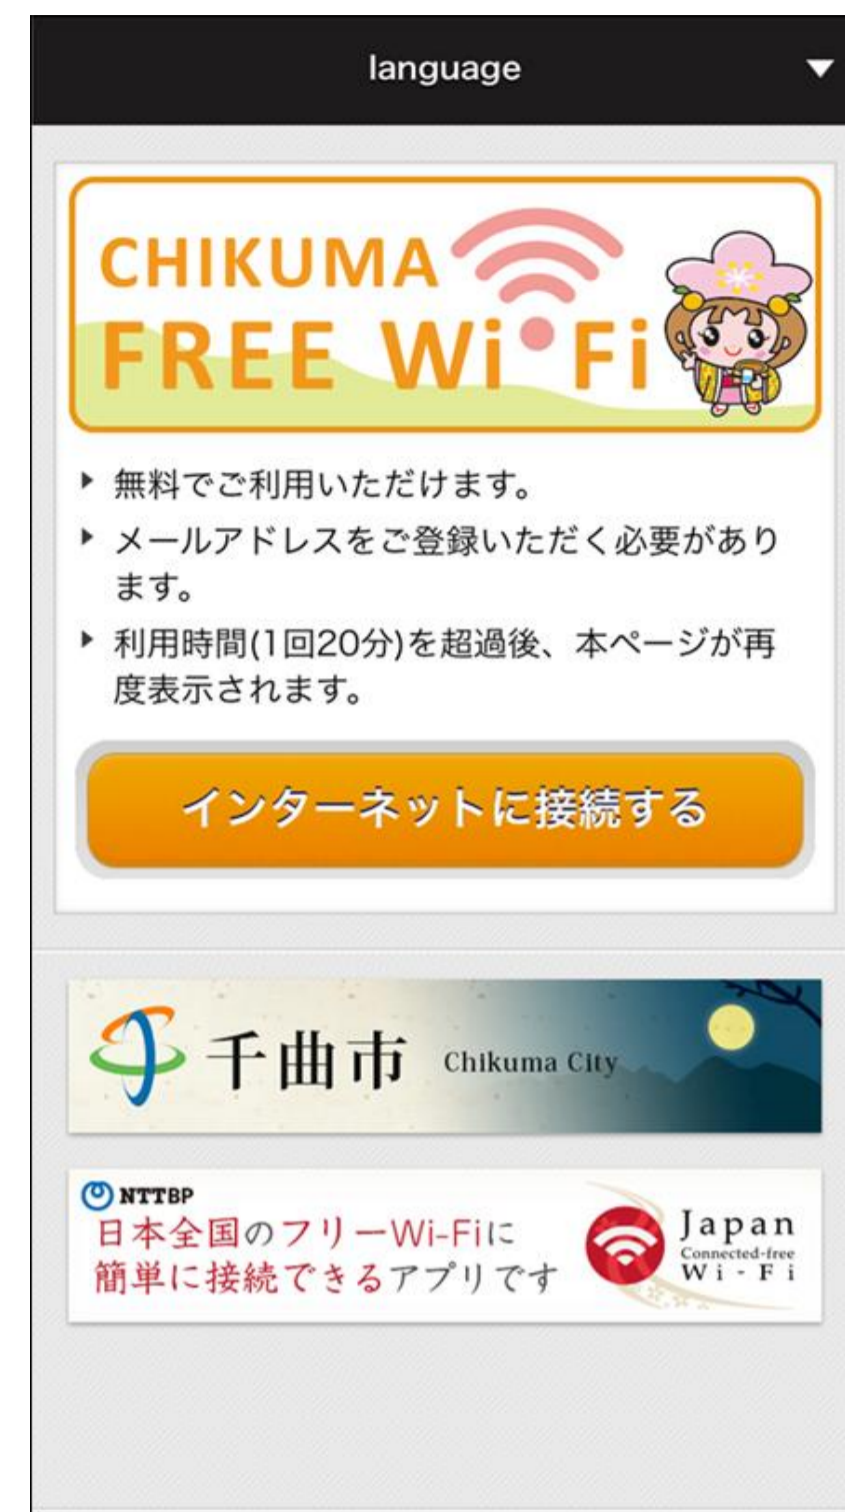 language
CHIKUMA
FREE Wi-Fi
無料でご利用いただけます。
メールアドレスをご登録いただく必要があり
ます。
利用時間(1回20分)を超過後、本ページが再
度表示されます。
インターネットに接続する
千曲市 Chikuma City
NTTBP
日本全国のフリーWi-Fiに
簡単に接続できるアプリです
Japan
Connected-free
Wi-Fi